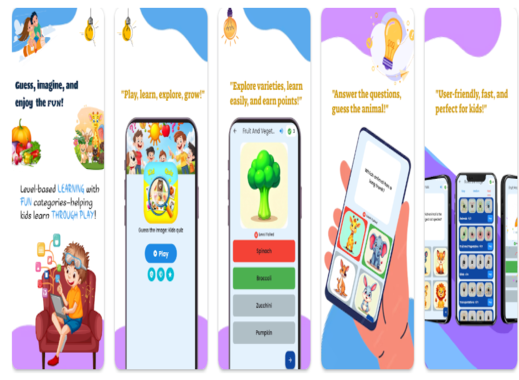 Guess, imagine, and
enjoy the FUN!
Level-based LEARNING with
FUN categories-helping
kids learn THROUGH PLAY!
"Play, learn, explore, grow!"
Guess the Image: Kids quiz
Play
"Explore varieties, learn
easily, and earn points!"
Fruit And Veget...
Spinach
Broccoli
Zucchini
Pumpkin
"Answer the questions,
guess the animal!"
"User-friendly, fast, and
perfect for kids!"